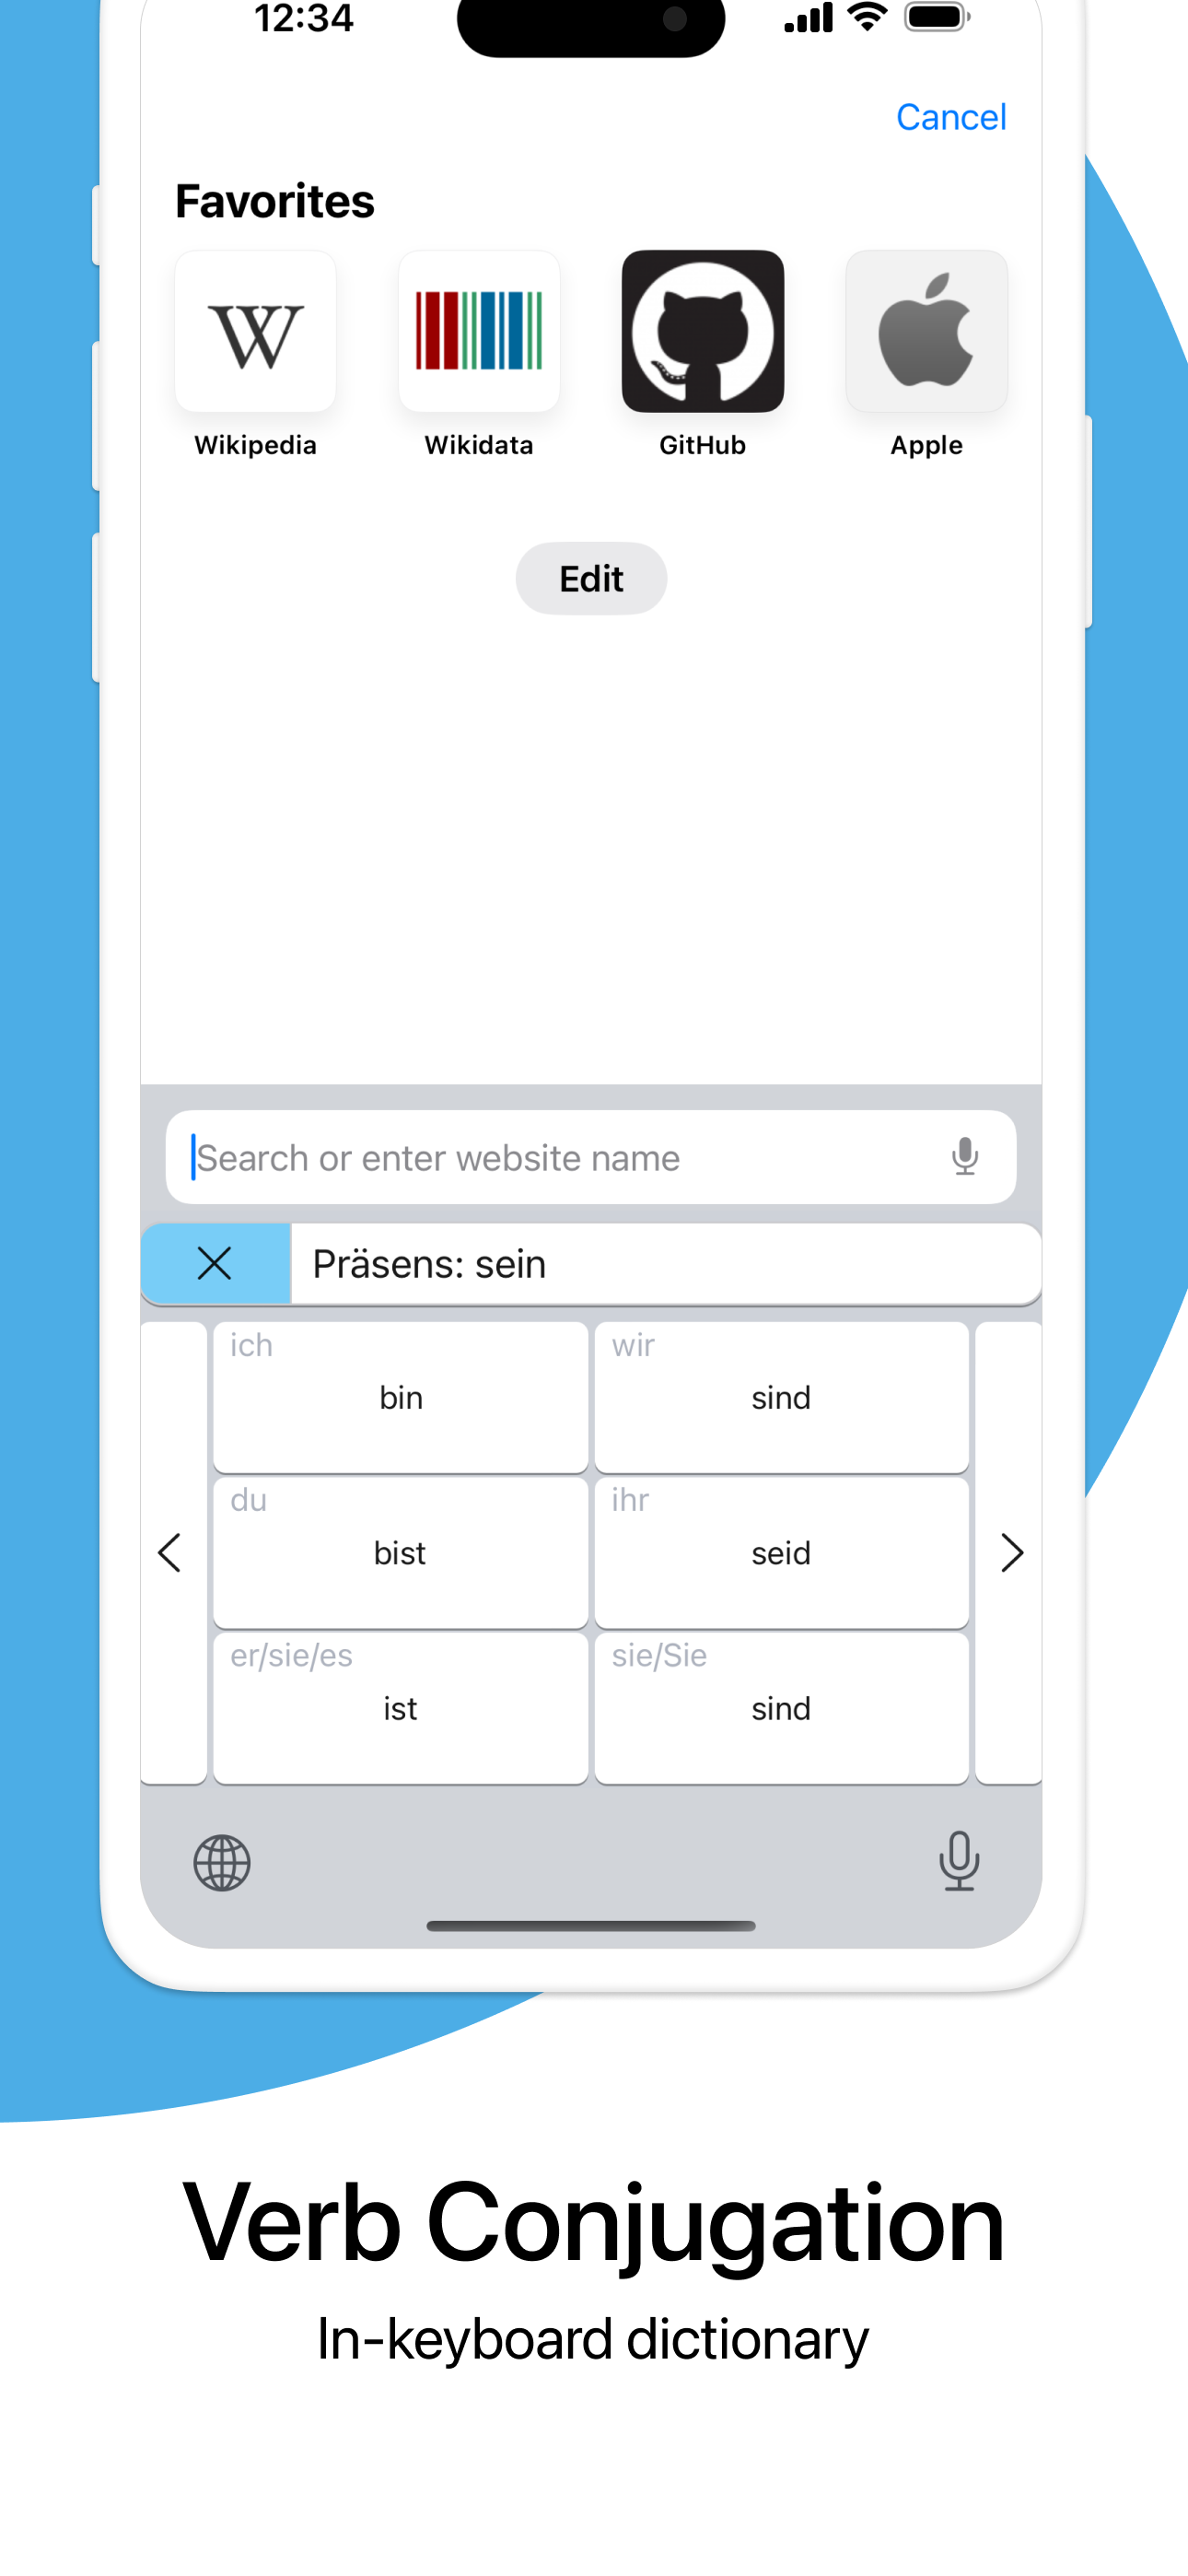 12:34
Cancel
Favorites
W
Wikipedia Wikidata GitHub Apple
Edit
Search or enter website name
Präsens: sein
ich wir
bin sind
du ihr
bist seid
er/sie/es sie/Sie
ist sind
Verb Conjugation
In-keyboard dictionary